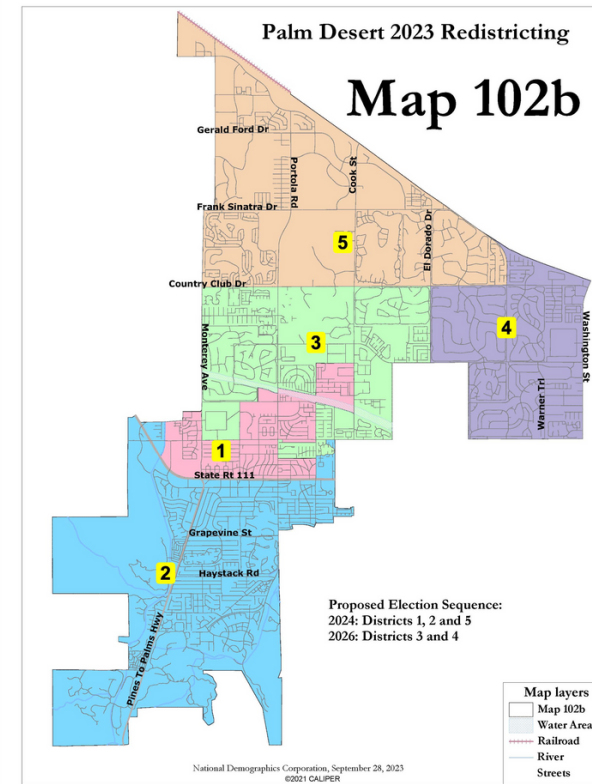 Palm Desert 2023 Redistricting
Map 102b
Gerald Ford Dr
Portola Rd
Cook St
Frank Sinatra Dr
El Dorado Dr
5
Country Club Dr
Monterey Ave
3
4
Washington St
Warner Trl
1
State Rt 111
Grapevine St
2
Haystack Rd
Pines To Palms Hwy
Proposed Election Sequence:
2024: Districts 1, 2 and 5
2026: Districts 3 and 4
Map layers
Map 102b
Water Area
Railroad
River
Streets
National Demographics Corporation, September 28, 2023
©2021 CALIPER